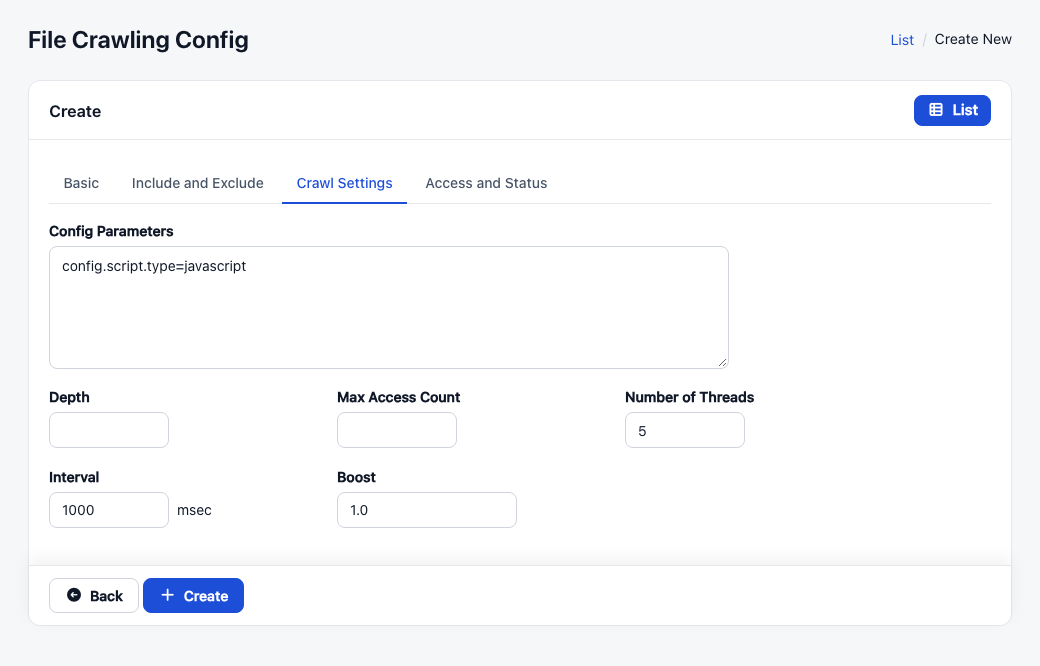 File Crawling Config
List / Create New
Create
List
Basic Include and Exclude Crawl Settings Access and Status
Config Parameters
config.script.type=javascript
Depth Max Access Count Number of Threads
5
Interval Boost
1000 msec 1.0
Back Create